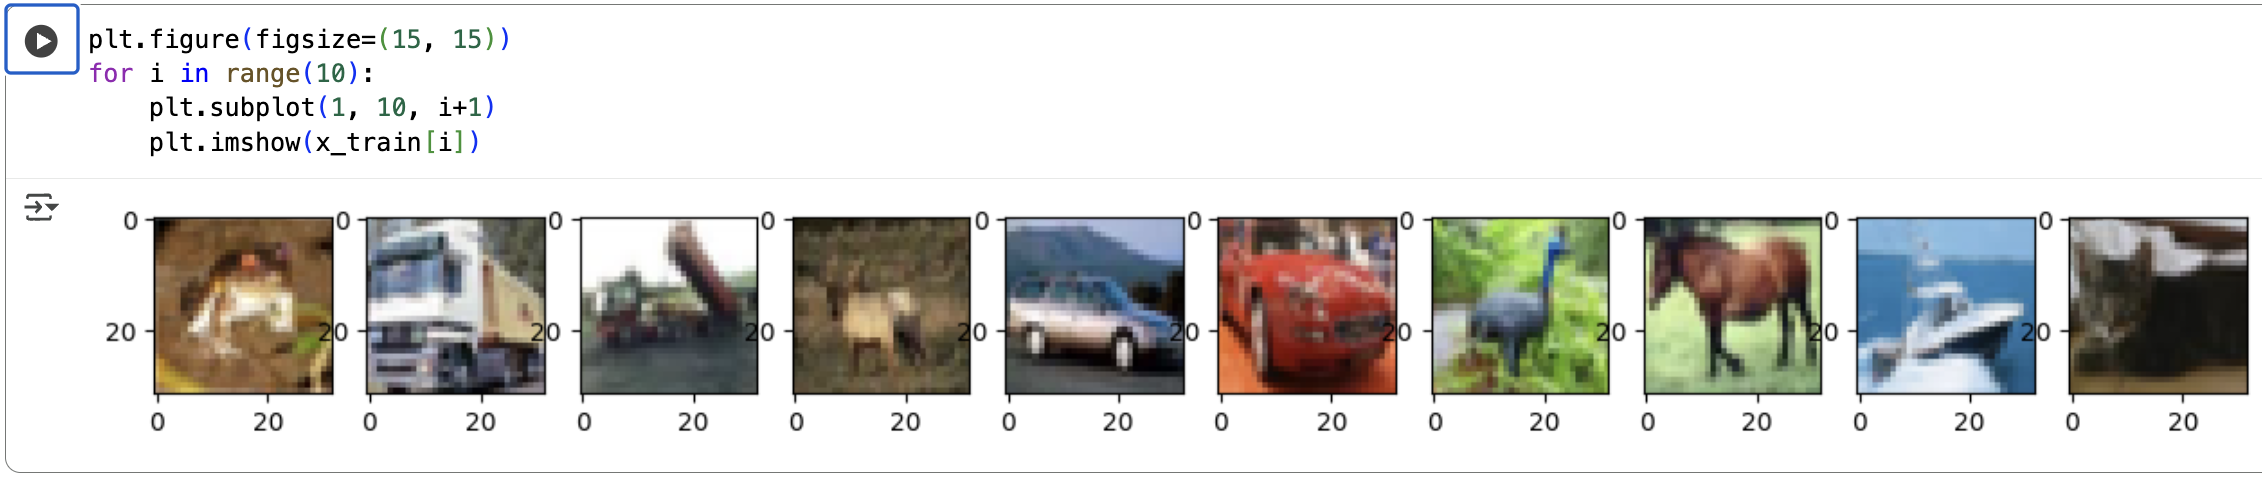 plt.figure(figsize=(15, 15))
for i in range(10):
    plt.subplot(1, 10, i+1)
    plt.imshow(x_train[i])
0 0 0 0 0 0 0 0 0 0
20 20 20 20 20 20 20 20 20 20
0 20 0 20 0 20 0 20 0 20 0 20 0 20 0 20 0 20 0 20